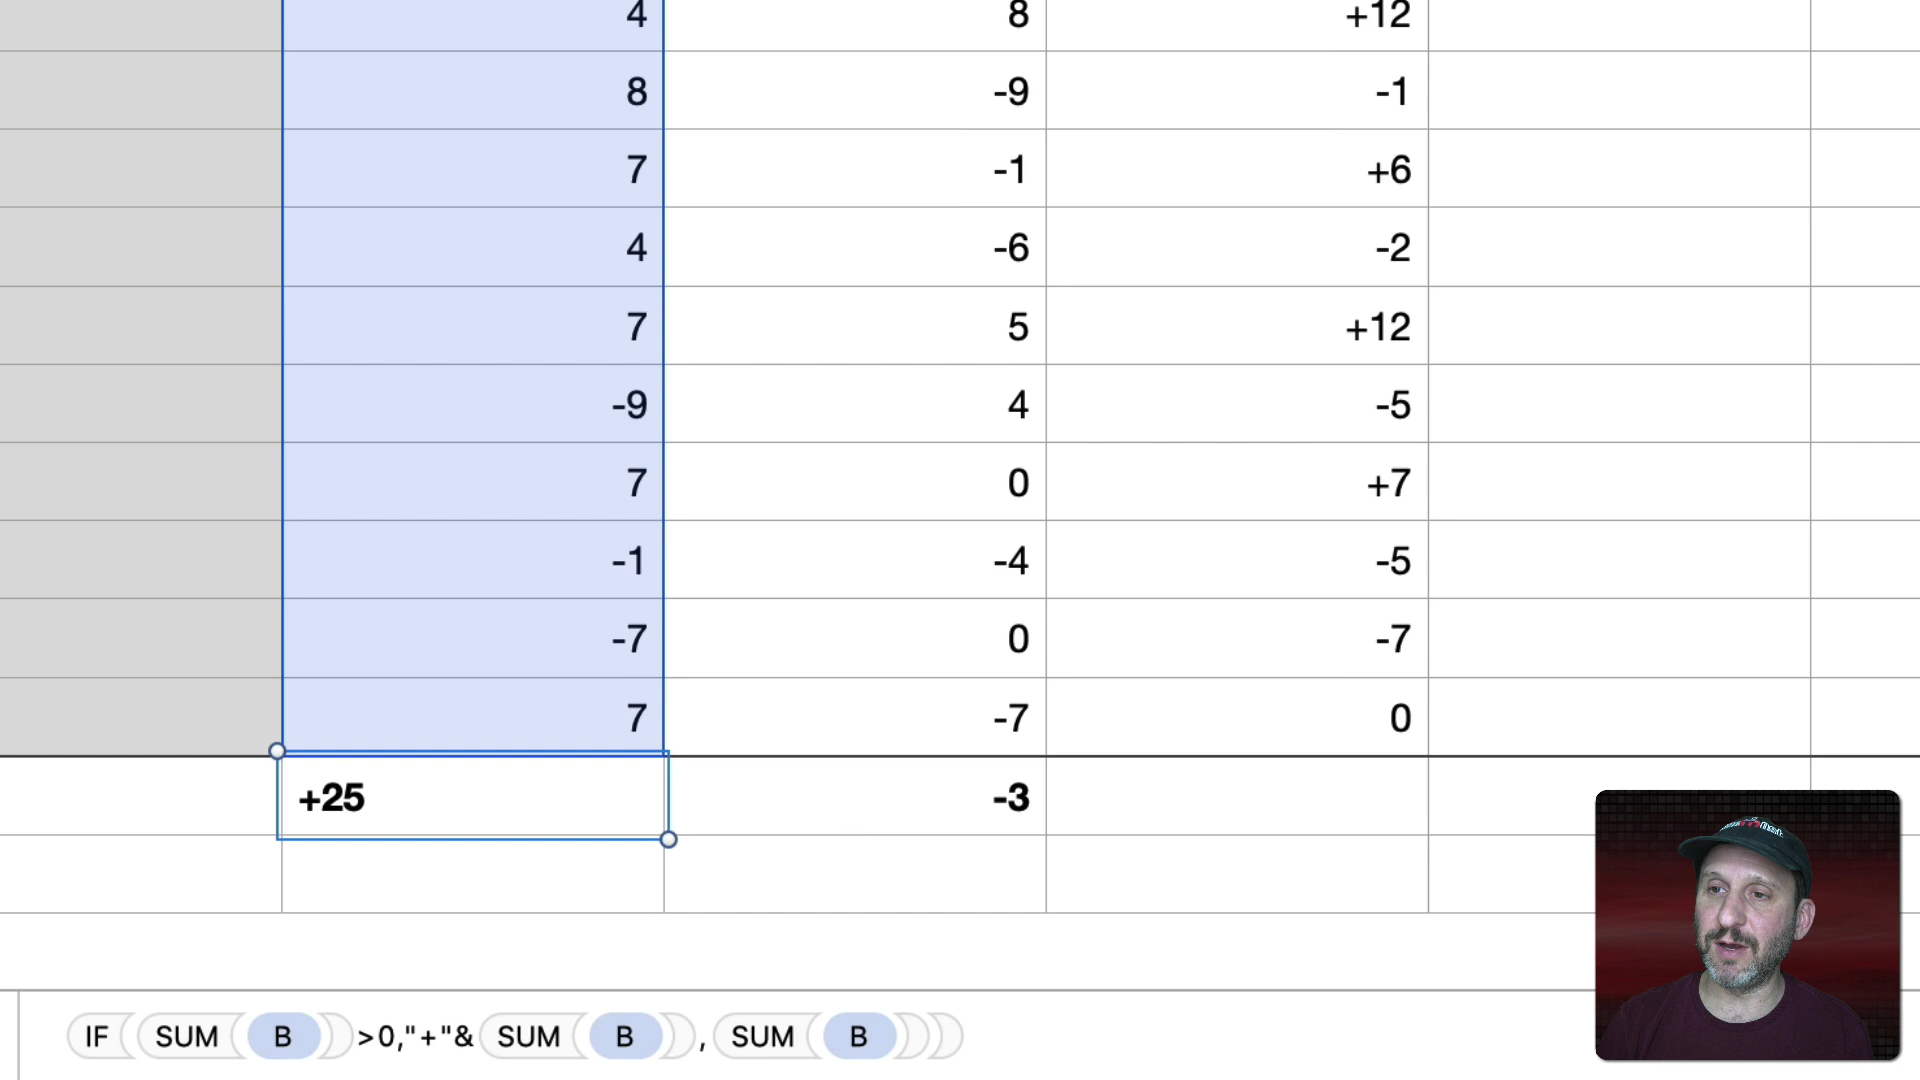 4 8 +12
8 -9 -1
7 -1 +6
4 -6 -2
7 5 +12
-9 4 -5
7 0 +7
-1 -4 -5
-7 0 -7
7 -7 0
+25 -3
IF ( SUM ( B ) >0,"+"& SUM ( B ) , SUM ( B ) )